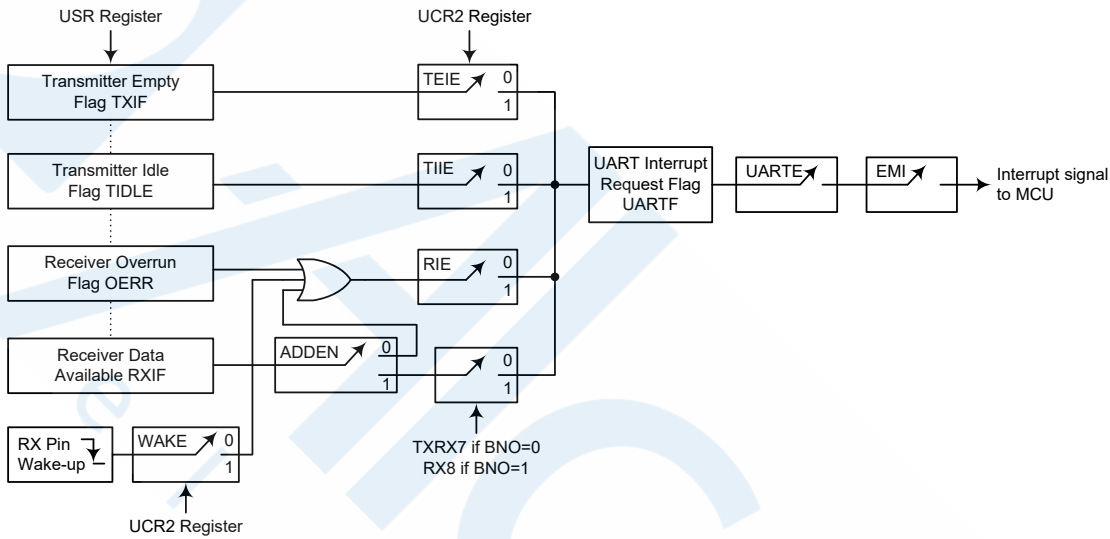 USR Register
UCR2 Register
Transmitter Empty
Flag TXIF
TEIE
0
1
Transmitter Idle
Flag TIDLE
TIIE
0
1
UART Interrupt
Request Flag
UARTF
UARTE
EMI
Interrupt signal
to MCU
Receiver Overrun
Flag OERR
RIE
0
1
Receiver Data
Available RXIF
ADDEN
0
1
0
1
RX Pin
Wake-up
WAKE
0
1
TXRX7 if BNO=0
RX8 if BNO=1
UCR2 Register